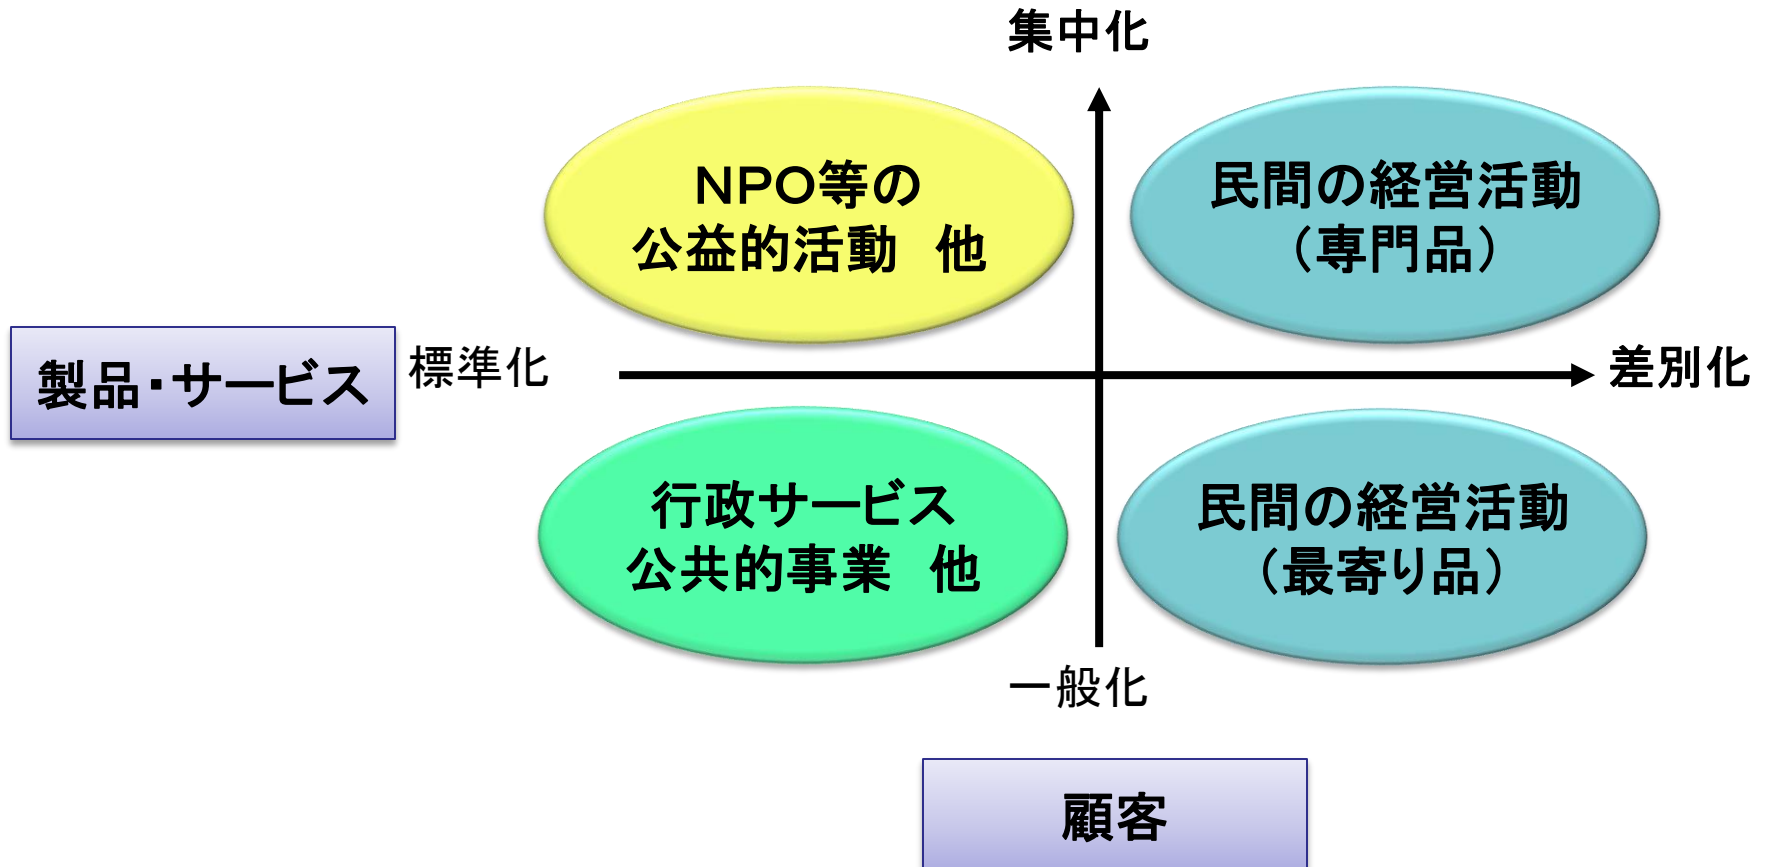 集中化
NPO等の
公益的活動　他
民間の経営活動
（専門品）
製品・サービス
標準化
差別化
行政サービス
公共的事業　他
民間の経営活動
（最寄り品）
一般化
顧客